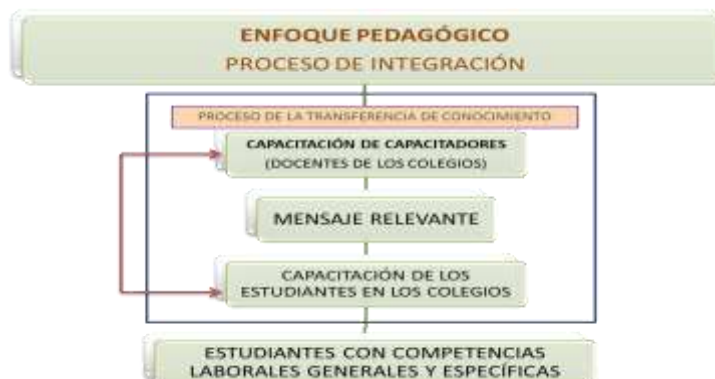 ENFOQUE PEDAGÓGICO
PROCESO DE INTEGRACIÓN
PROCESO DE LA TRANSFERENCIA DE CONOCIMIENTO
CAPACITACIÓN DE CAPACITADORES
(DOCENTES DE LOS COLEGIOS)
MENSAJE RELEVANTE
CAPACITACIÓN DE LOS
ESTUDIANTES EN LOS COLEGIOS
ESTUDIANTES CON COMPETENCIAS
LABORALES GENERALES Y ESPECÍFICAS